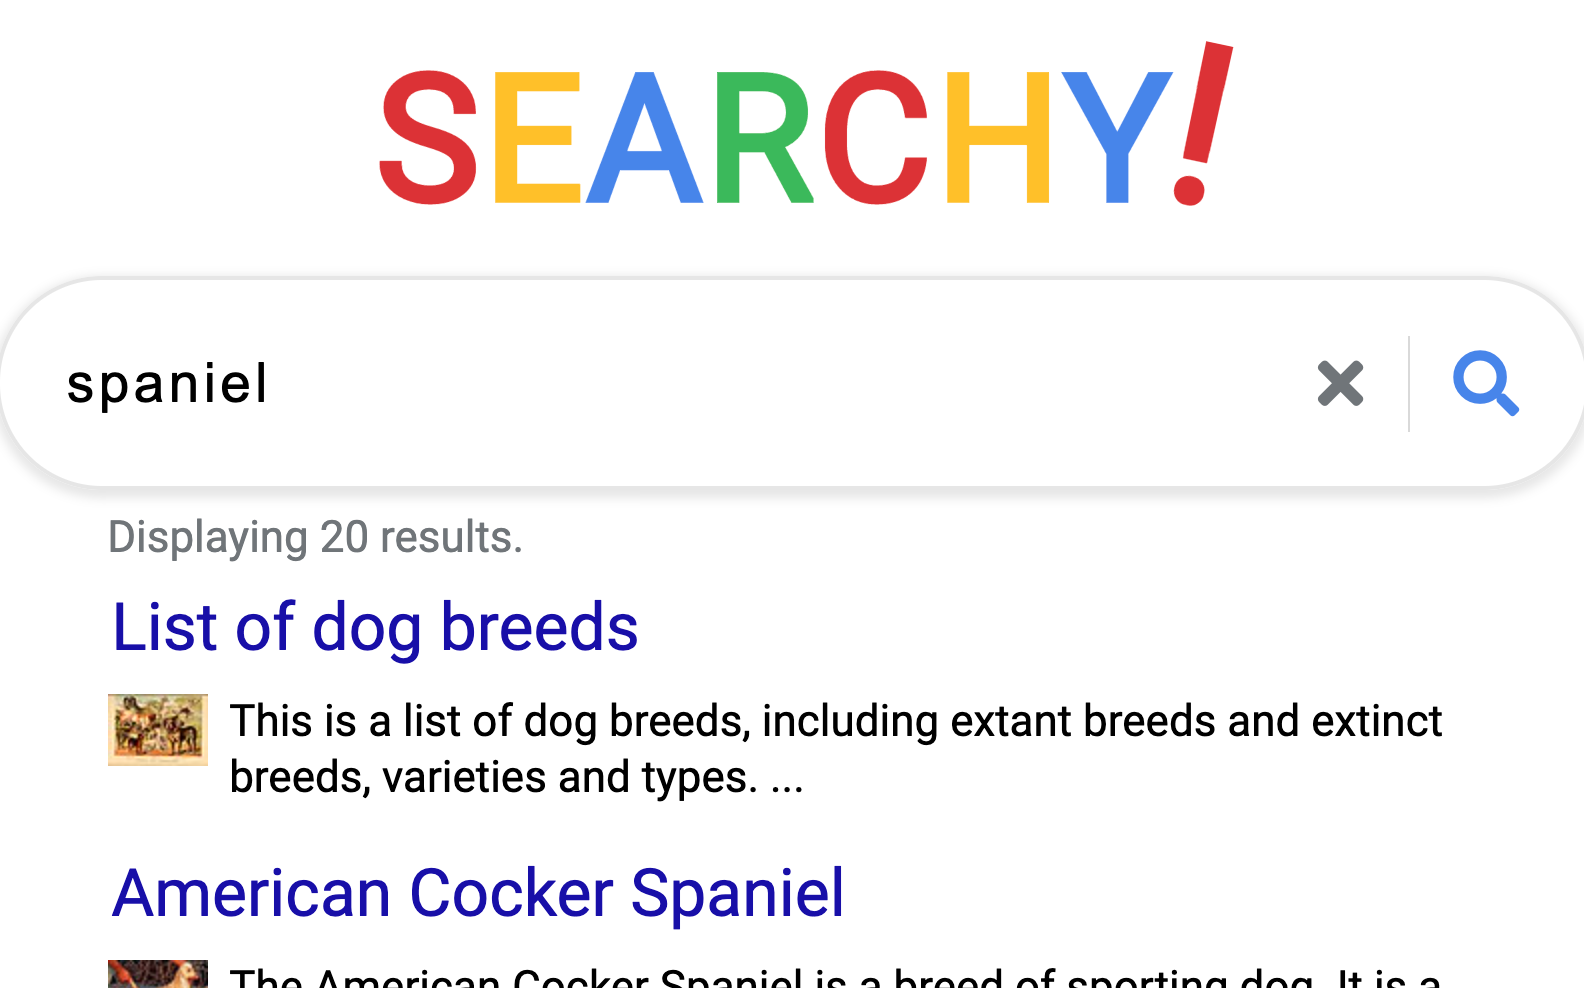 SEARCHY!
spaniel
Displaying 20 results.
List of dog breeds
This is a list of dog breeds, including extant breeds and extinct
breeds, varieties and types. ...
American Cocker Spaniel
The American Cocker Spaniel is a breed of sporting dog. It is a